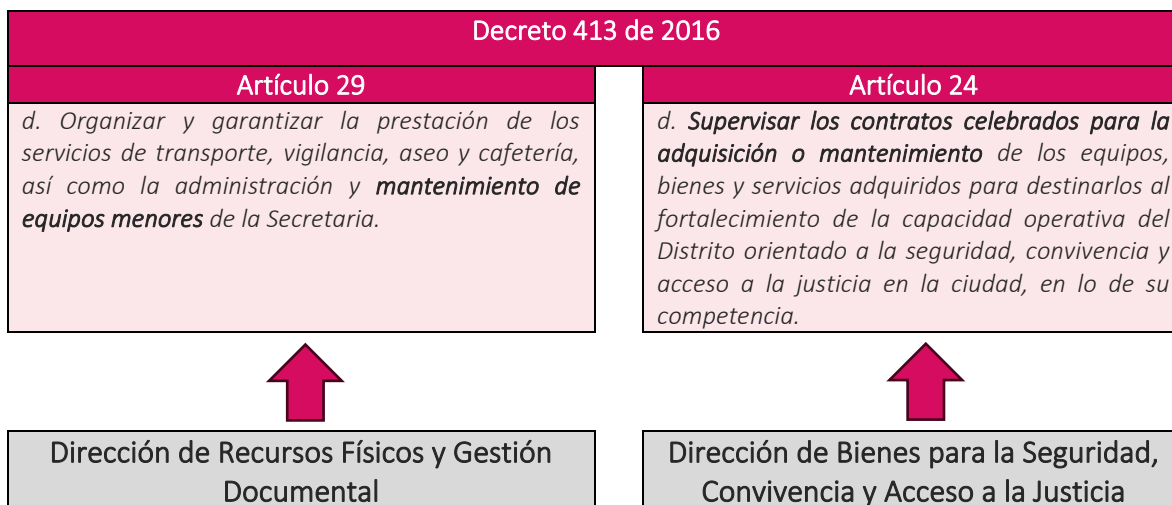 Decreto 413 de 2016
Artículo 29
d. Organizar y garantizar la prestación de los
servicios de transporte, vigilancia, aseo y cafetería,
así como la administración y mantenimiento de
equipos menores de la Secretaria.
Artículo 24
d. Supervisar los contratos celebrados para la
adquisición o mantenimiento de los equipos,
bienes y servicios adquiridos para destinarlos al
fortalecimiento de la capacidad operativa del
Distrito orientado a la seguridad, convivencia y
acceso a la justicia en la ciudad, en lo de su
competencia.
Dirección de Recursos Físicos y Gestión
Documental
Dirección de Bienes para la Seguridad,
Convivencia y Acceso a la Justicia